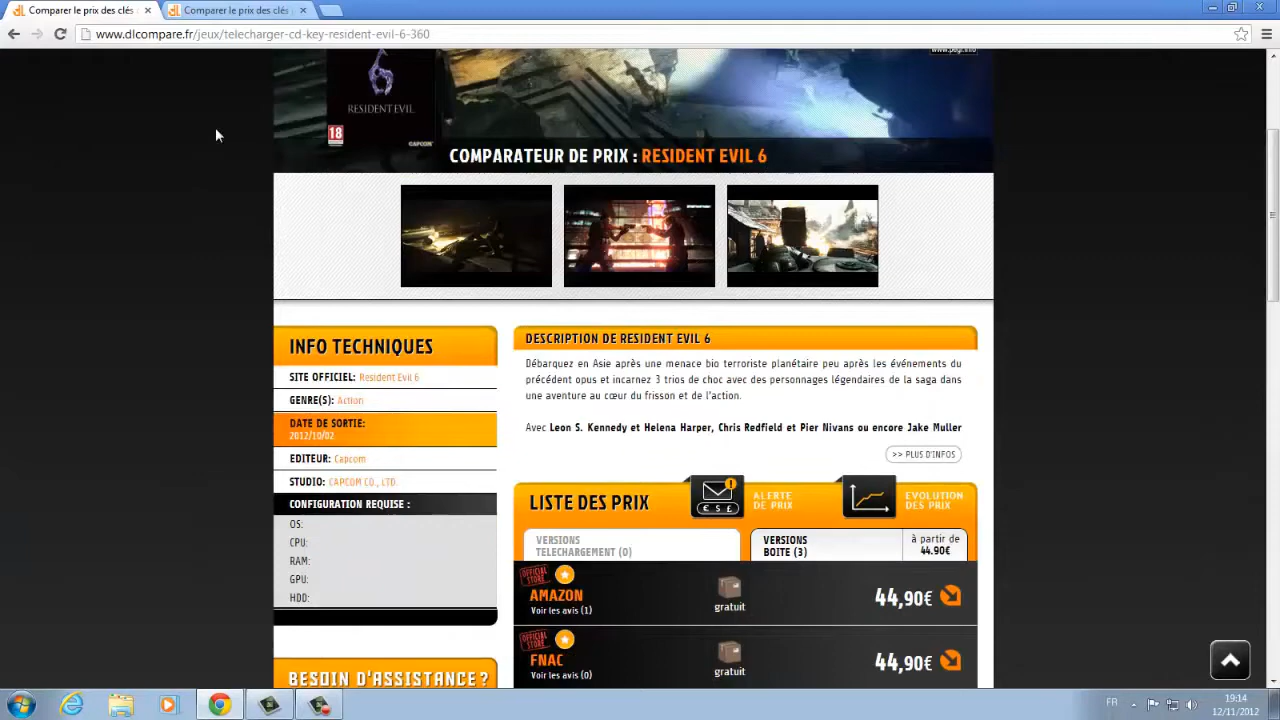 Comparer le prix des clés
Comparer le prix des clés
www.dlcompare.fr/jeux/telecharger-cd-key-resident-evil-6-360
www.pegi.info
6
RESIDENT EVIL
18
CAPCOM
COMPARATEUR DE PRIX : RESIDENT EVIL 6
INFO TECHNIQUES
SITE OFFICIEL: Resident Evil 6
GENRE(S): Action
DATE DE SORTIE:
2012/10/02
EDITEUR: Capcom
STUDIO: CAPCOM CO., LTD.
CONFIGURATION REQUISE :
OS:
CPU:
RAM:
GPU:
HDD:
BESOIN D'ASSISTANCE?
DESCRIPTION DE RESIDENT EVIL 6
Débarquez en Asie après une menace bio terroriste planétaire peu après les événements du
précédent opus et incarnez 3 trios de choc avec des personnages légendaires de la saga dans
une aventure au cœur du frisson et de l'action.
Avec Leon S. Kennedy et Helena Harper, Chris Redfield et Pier Nivans ou encore Jake Muller
>> PLUS D'INFOS
LISTE DES PRIX
€ $ £
ALERTE
DE PRIX
EVOLUTION
DES PRIX
VERSIONS
TELECHARGEMENT (0)
VERSIONS
BOITE (3)
à partir de
44.90€
OFFICIAL
STORE
AMAZON
Voir les avis (1)
gratuit
44,90€
OFFICIAL
STORE
FNAC
Voir les avis (0)
gratuit
44,90€
FR
19:14
12/11/2012